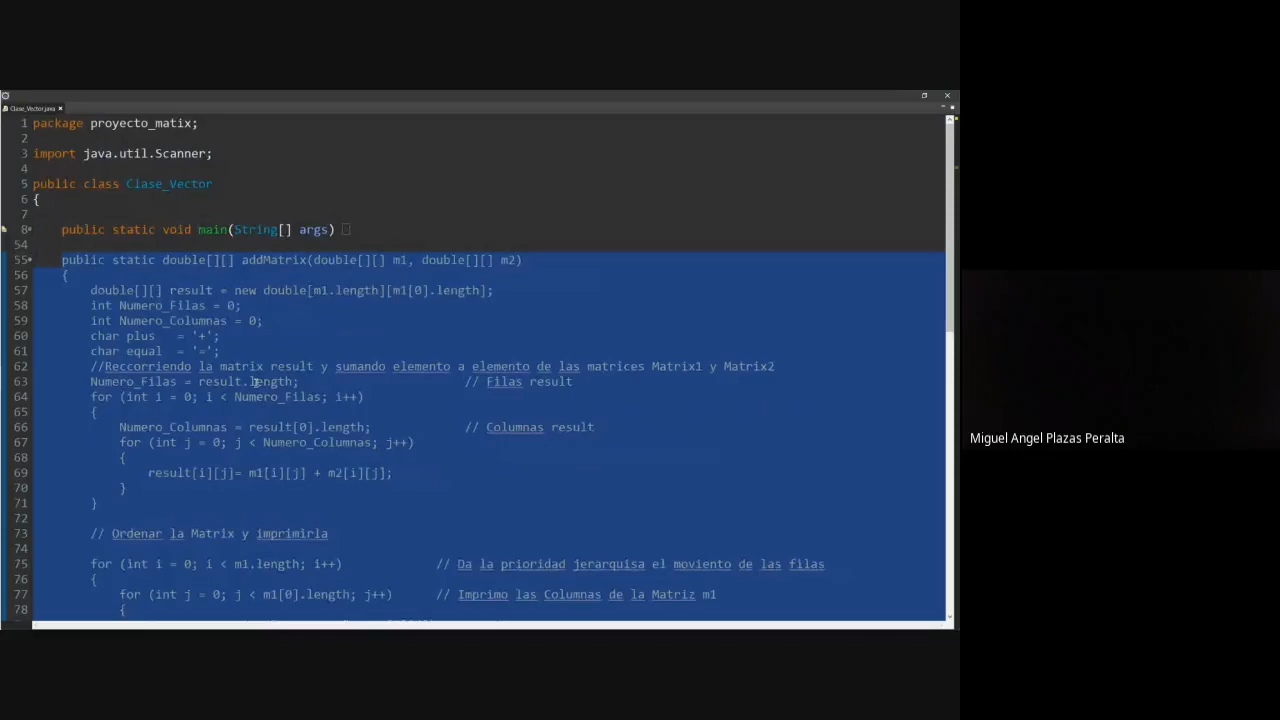 Clase_Vector.java
1 package proyecto_matix;
2
3 import java.util.Scanner;
4
5 public class Clase_Vector
6 {
7
8 public static void main(String[] args)
54
55 public static double[][] addMatrix(double[][] m1, double[][] m2)
56 {
57 double[][] result = new double[m1.length][m1[0].length];
58 int Numero_Filas = 0;
59 int Numero_Columnas = 0;
60 char plus = '+';
61 char equal = '=';
62 //Reccorriendo la matrix result y sumando elemento a elemento de las matrices Matrix1 y Matrix2
63 Numero_Filas = result.length; // Filas result
64 for (int i = 0; i < Numero_Filas; i++)
65 {
66 Numero_Columnas = result[0].length; // Columnas result
67 for (int j = 0; j < Numero_Columnas; j++)
68 {
69 result[i][j]= m1[i][j] + m2[i][j];
70 }
71 }
72
73 // Ordenar la Matrix y imprimirla
74
75 for (int i = 0; i < m1.length; i++) // Da la prioridad jerarquisa el moviento de las filas
76 {
77 for (int j = 0; j < m1[0].length; j++) // Imprimo las Columnas de la Matriz m1
78 {
Miguel Angel Plazas Peralta